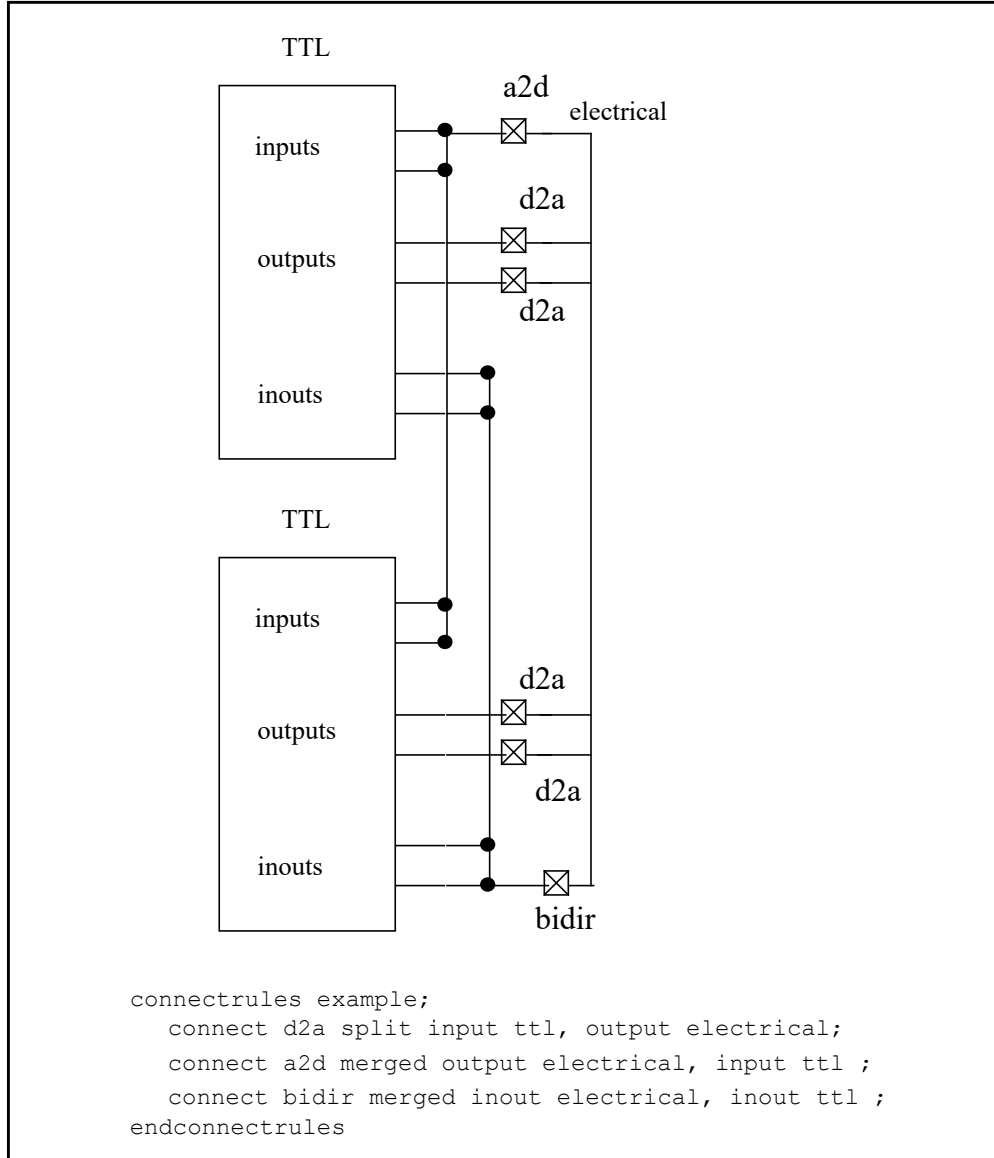 TTL
a2d
electrical
inputs
d2a
outputs
d2a
inouts
TTL
inputs
d2a
outputs
d2a
inouts
bidir
connectrules example;
connect d2a split input ttl, output electrical;
connect a2d merged output electrical, input ttl ;
connect bidir merged inout electrical, inout ttl ;
endconnectrules